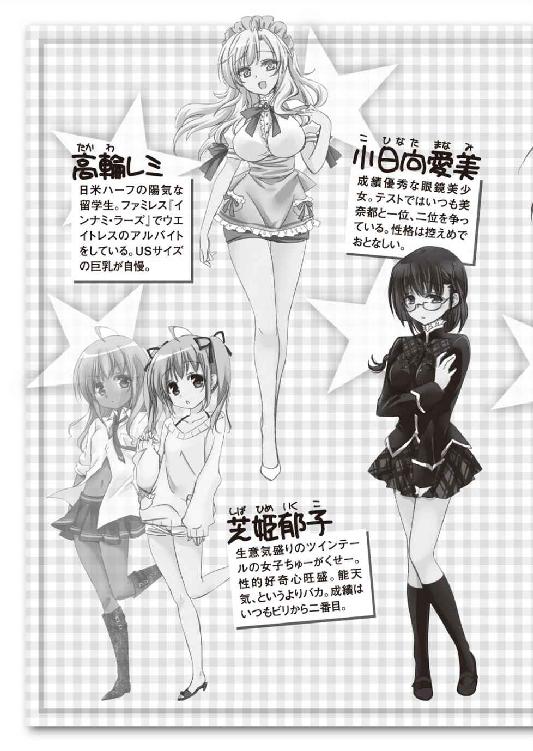 たかわ
高輪レミ
日米ハーフの陽気な
留学生。ファミレス『イ
ンナミ・ラーズ』でウエ
イトレスのアルバイト
をしている。USサイズ
の巨乳が自慢。
こひなたまなみ
小日向愛美
成績優秀な眼鏡美少
女。テストではいつも美
奈都と一位、二位を争っ
ている。性格は控えめで
おとなしい。
しばひめいくこ
芝姫郁子
生意気盛りのツインテー
ルの女子ちゅーがくせー。
性的好奇心旺盛。能天
気、というよりバカ。成績は
いつもビリから二番目。